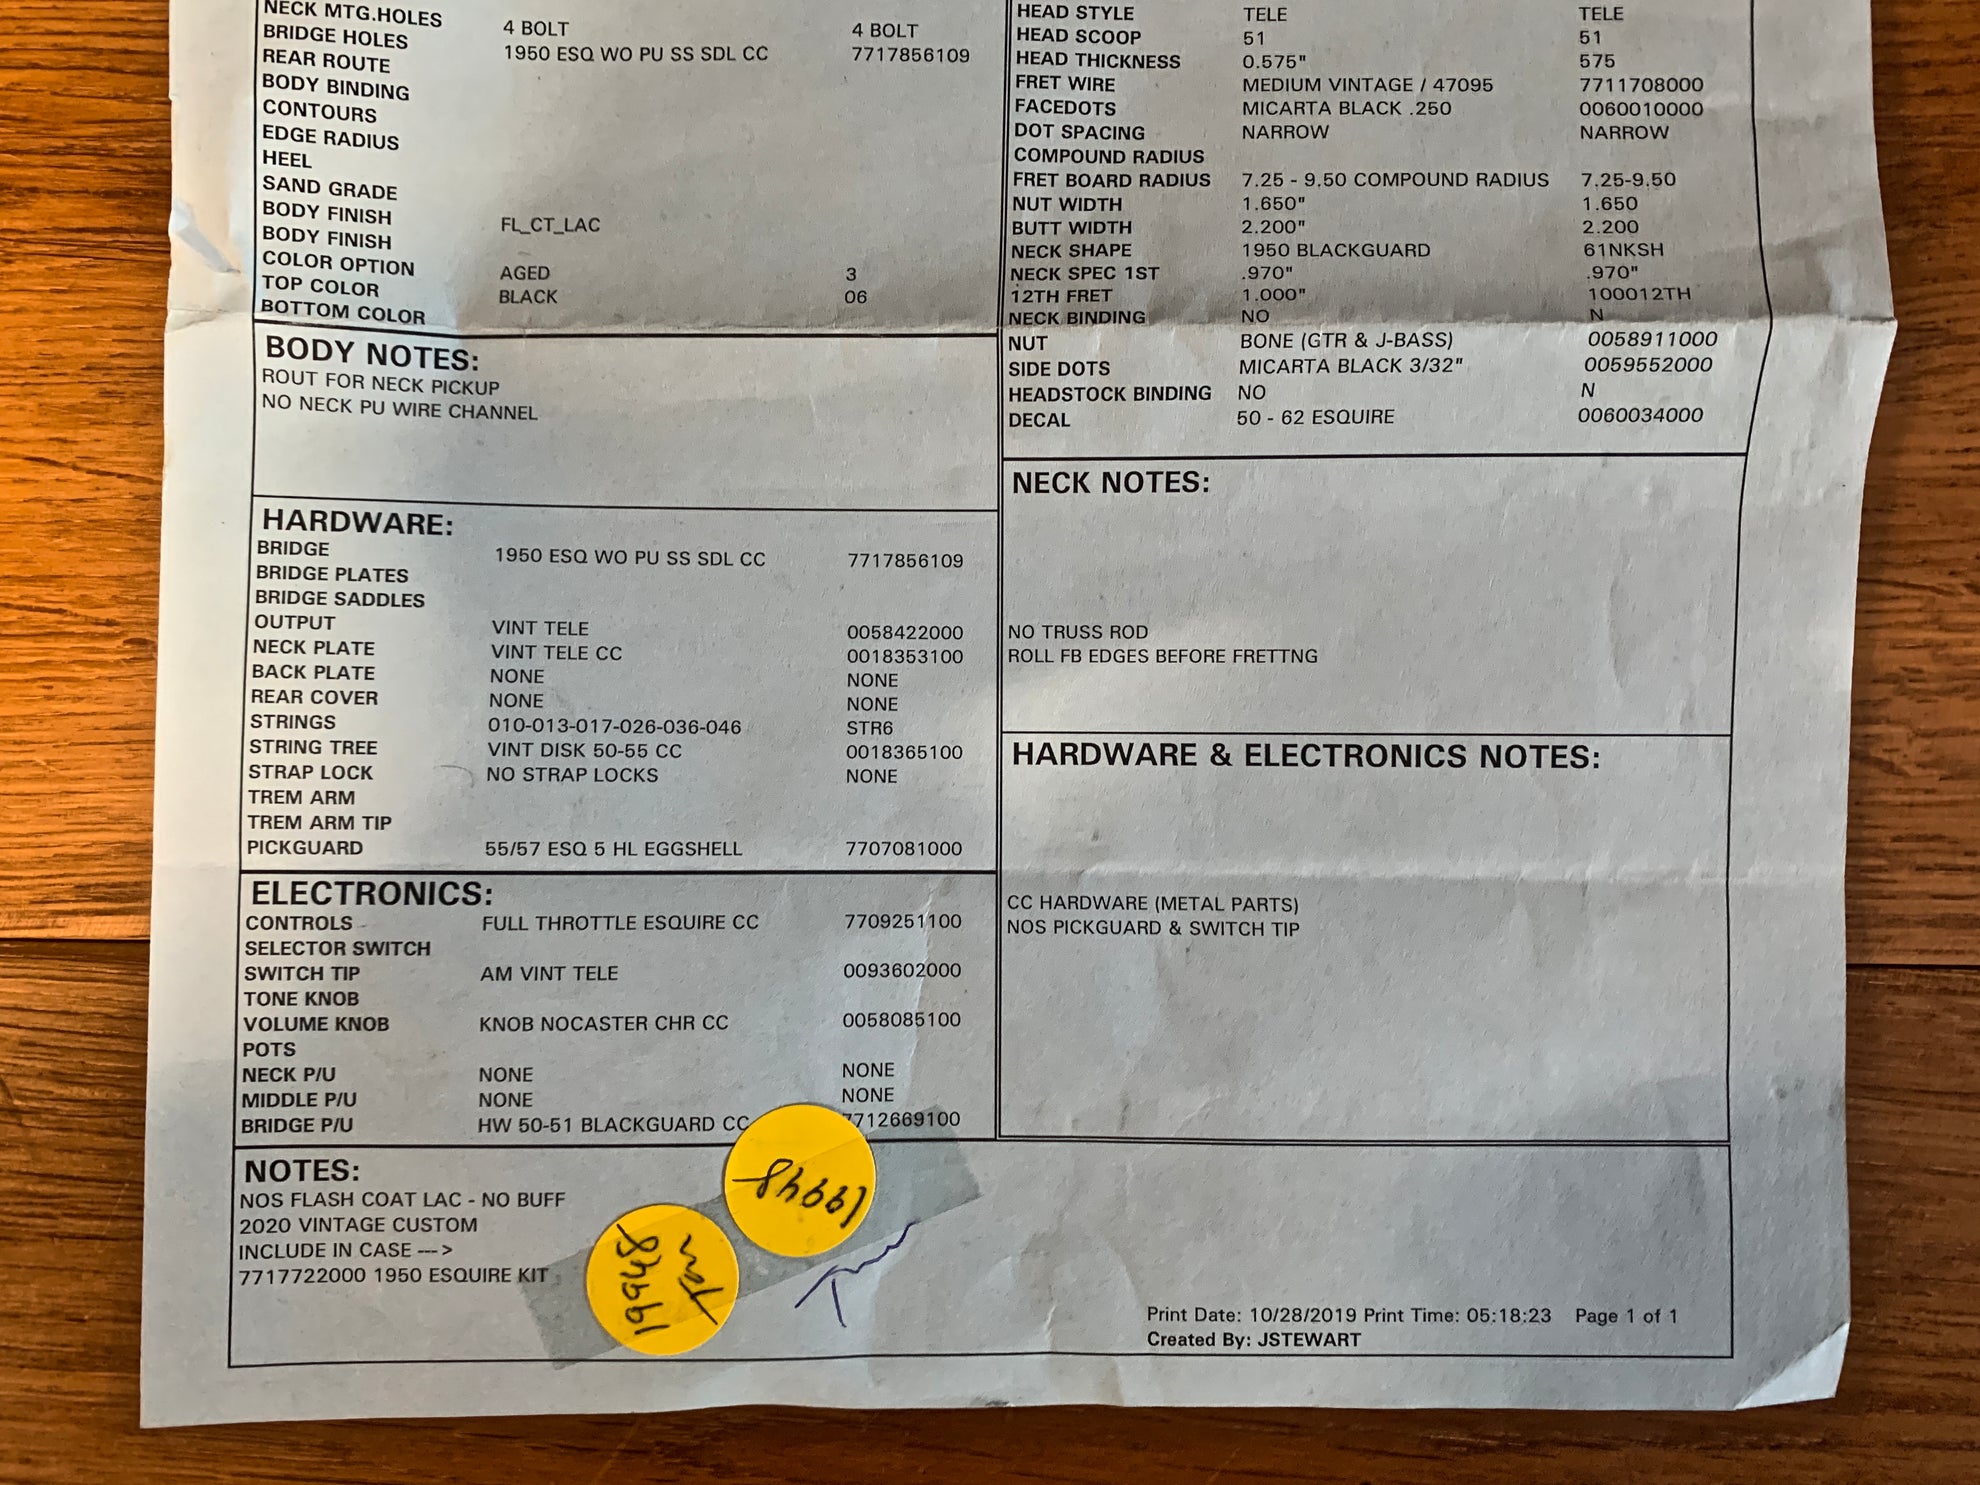 NECK MTG.HOLES 4 BOLT 4 BOLT
BRIDGE HOLES 1950 ESQ WO PU SS SDL CC 7717856109
REAR ROUTE
BODY BINDING
CONTOURS
EDGE RADIUS
HEEL
SAND GRADE
BODY FINISH FL_CT_LAC
BODY FINISH
COLOR OPTION AGED 3
TOP COLOR BLACK 06
BOTTOM COLOR
BODY NOTES:
ROUT FOR NECK PICKUP
NO NECK PU WIRE CHANNEL
HARDWARE:
BRIDGE 1950 ESQ WO PU SS SDL CC 7717856109
BRIDGE PLATES
BRIDGE SADDLES
OUTPUT VINT TELE 0058422000
NECK PLATE VINT TELE CC 0018353100
BACK PLATE NONE NONE
REAR COVER NONE NONE
STRINGS 010-013-017-026-036-046 STR6
STRING TREE VINT DISK 50-55 CC 0018365100
STRAP LOCK NO STRAP LOCKS NONE
TREM ARM
TREM ARM TIP
PICKGUARD 55/57 ESQ 5 HL EGGSHELL 7707081000
ELECTRONICS:
CONTROLS FULL THROTTLE ESQUIRE CC 7709251100
SELECTOR SWITCH
SWITCH TIP AM VINT TELE 0093602000
TONE KNOB
VOLUME KNOB KNOB NOCASTER CHR CC 0058085100
POTS
NECK P/U NONE NONE
MIDDLE P/U NONE NONE
BRIDGE P/U HW 50-51 BLACKGUARD CC 7712669100
HEAD STYLE TELE TELE
HEAD SCOOP 51 51
HEAD THICKNESS 0.575" 575
FRET WIRE MEDIUM VINTAGE / 47095 7711708000
FACEDOTS MICARTA BLACK .250 0060010000
DOT SPACING NARROW NARROW
COMPOUND RADIUS
FRET BOARD RADIUS 7.25 - 9.50 COMPOUND RADIUS 7.25-9.50
NUT WIDTH 1.650" 1.650
BUTT WIDTH 2.200" 2.200
NECK SHAPE 1950 BLACKGUARD 61NKSH
NECK SPEC 1ST .970" .970"
12TH FRET 1.000" 100012TH
NECK BINDING NO N
NUT BONE (GTR & J-BASS) 0058911000
SIDE DOTS MICARTA BLACK 3/32" 0059552000
HEADSTOCK BINDING NO N
DECAL 50 - 62 ESQUIRE 0060034000
NECK NOTES:
NO TRUSS ROD
ROLL FB EDGES BEFORE FRETTNG
HARDWARE & ELECTRONICS NOTES:
CC HARDWARE (METAL PARTS)
NOS PICKGUARD & SWITCH TIP
NOTES:
NOS FLASH COAT LAC - NO BUFF
2020 VINTAGE CUSTOM
INCLUDE IN CASE --->
7717722000 1950 ESQUIRE KIT
19948
19948
Print Date: 10/28/2019 Print Time: 05:18:23 Page 1 of 1
Created By: JSTEWART